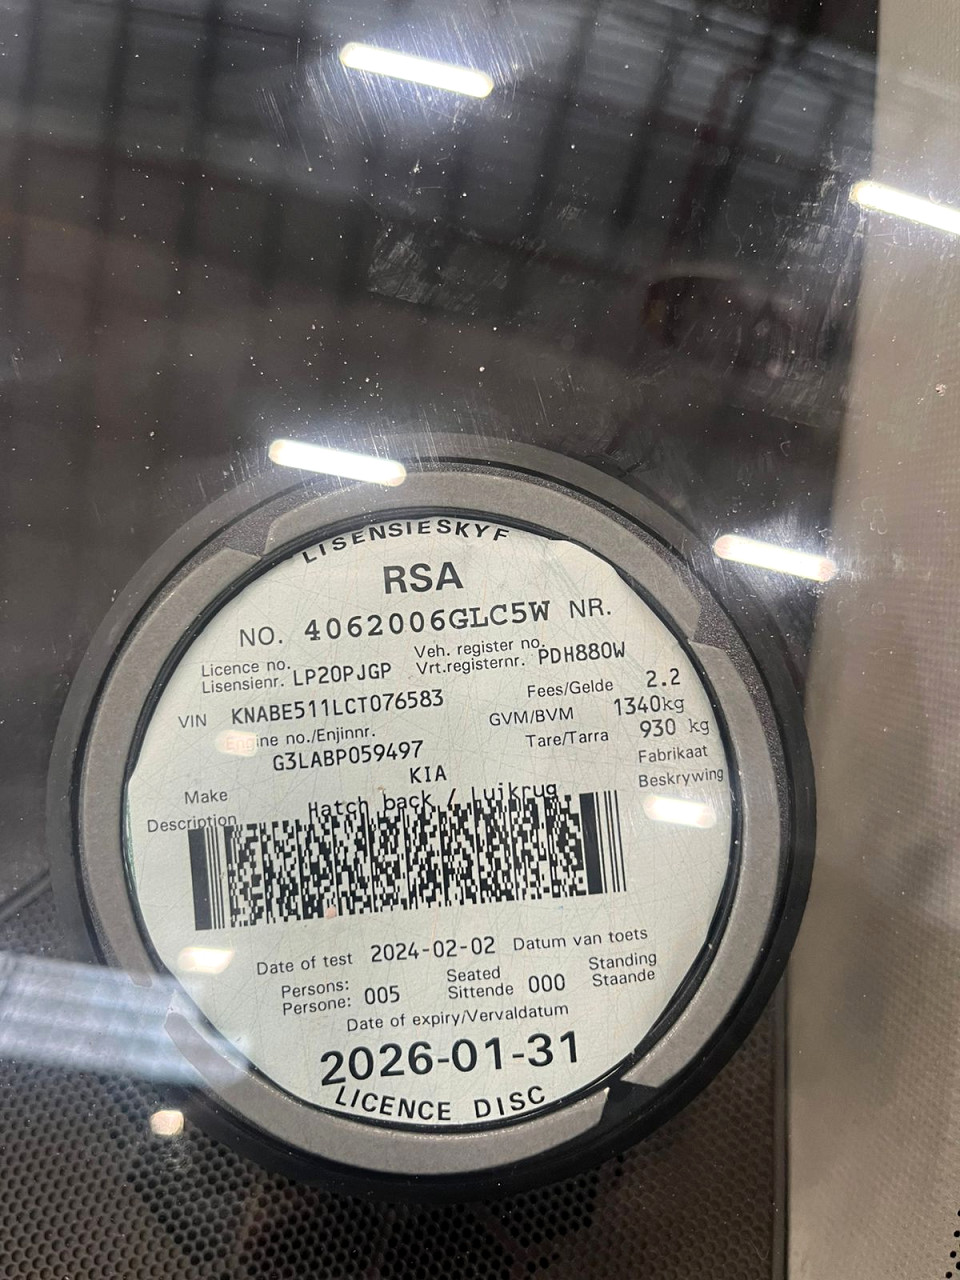 LISENSIESKYF
RSA
NO. 4062006GLC5W NR.
Licence no. Lisensienr. LP20PJGP Veh. register no. Vrt.registernr. PDH880W
VIN KNABE511LCT076583 Fees/Gelde 2.2
GVM/BVM 1340kg
Engine no./Enjinnr. Tare/Tarra 930 kg
G3LABP059497 Fabrikaat
Make KIA Beskrywing
Description Hatch back / Luikrug
Date of test 2024-02-02 Datum van toets
Persons: Persone: 005 Seated Sittende 000 Standing Staande
Date of expiry/Vervaldatum
2026-01-31
LICENCE DISC